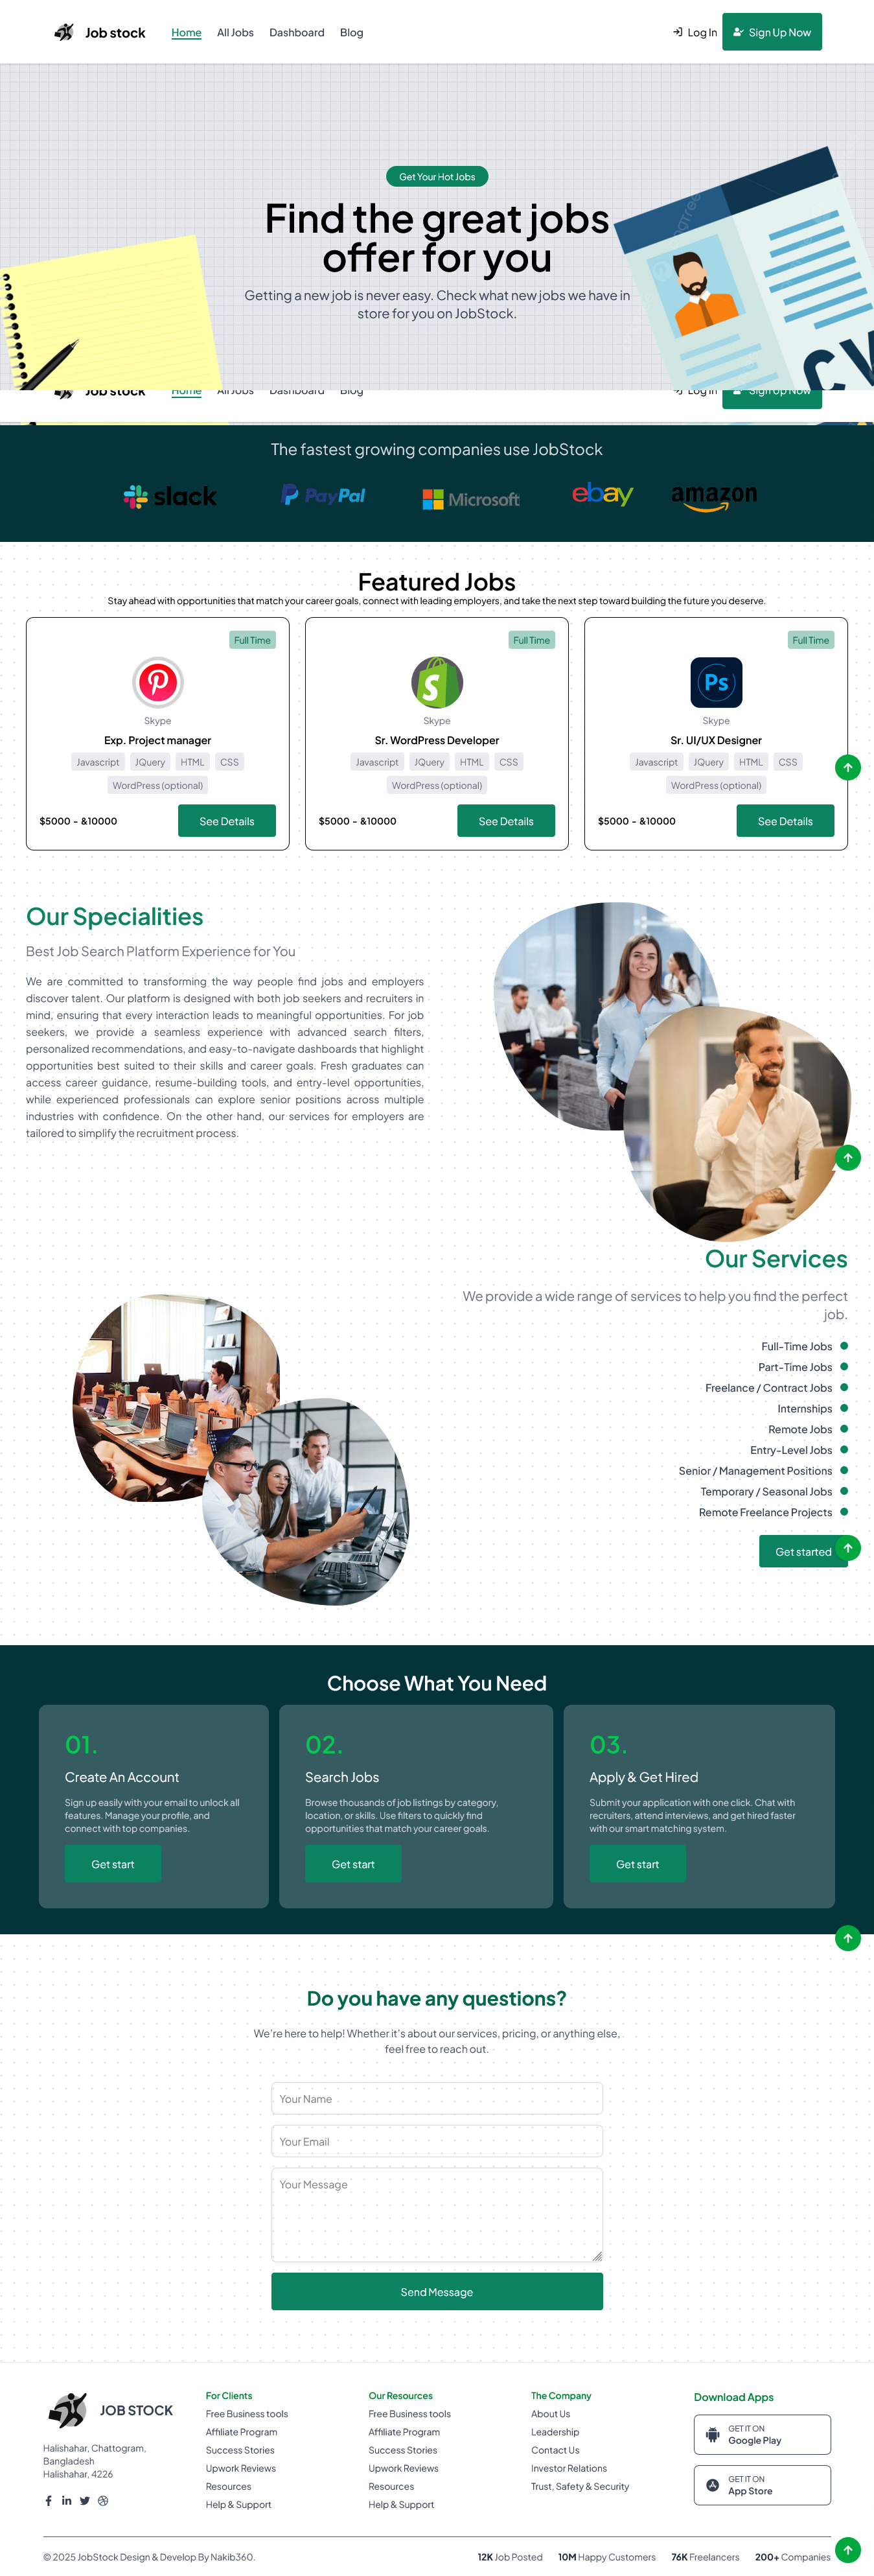 Job stock
Home All Jobs Dashboard Blog
Log In Sign Up Now
Get Your Hot Jobs
Find the great jobs
offer for you
Getting a new job is never easy. Check what new jobs we have in
store for you on JobStock.
CV
Job stock Home All Jobs Dashboard Blog Log In Sign Up Now
The fastest growing companies use JobStock
slack PayPal Microsoft ebay amazon
Featured Jobs
Stay ahead with opportunities that match your career goals, connect with leading employers, and take the next step toward building the future you deserve.
Full Time
Skype
Exp. Project manager
Javascript JQuery HTML CSS
WordPress (optional)
$5000 - &10000 See Details
Full Time
Skype
Sr. WordPress Developer
Javascript JQuery HTML CSS
WordPress (optional)
$5000 - &10000 See Details
Full Time
Ps
Skype
Sr. UI/UX Designer
Javascript JQuery HTML CSS
WordPress (optional)
$5000 - &10000 See Details
Our Specialities
Best Job Search Platform Experience for You
We are committed to transforming the way people find jobs and employers
discover talent. Our platform is designed with both job seekers and recruiters in
mind, ensuring that every interaction leads to meaningful opportunities. For job
seekers, we provide a seamless experience with advanced search filters,
personalized recommendations, and easy-to-navigate dashboards that highlight
opportunities best suited to their skills and career goals. Fresh graduates can
access career guidance, resume-building tools, and entry-level opportunities,
while experienced professionals can explore senior positions across multiple
industries with confidence. On the other hand, our services for employers are
tailored to simplify the recruitment process.
Our Services
We provide a wide range of services to help you find the perfect
job.
Full-Time Jobs
Part-Time Jobs
Freelance / Contract Jobs
Internships
Remote Jobs
Entry-Level Jobs
Senior / Management Positions
Temporary / Seasonal Jobs
Remote Freelance Projects
Get started
Choose What You Need
01.
Create An Account
Sign up easily with your email to unlock all
features. Manage your profile, and
connect with top companies.
Get start
02.
Search Jobs
Browse thousands of job listings by category,
location, or skills. Use filters to quickly find
opportunities that match your career goals.
Get start
03.
Apply & Get Hired
Submit your application with one click. Chat with
recruiters, attend interviews, and get hired faster
with our smart matching system.
Get start
Do you have any questions?
We're here to help! Whether it's about our services, pricing, or anything else,
feel free to reach out.
Your Name
Your Email
Your Message
Send Message
JOB STOCK
Halishahar, Chattogram,
Bangladesh
Halishahar, 4226
For Clients
Free Business tools
Affiliate Program
Success Stories
Upwork Reviews
Resources
Help & Support
Our Resources
Free Business tools
Affiliate Program
Success Stories
Upwork Reviews
Resources
Help & Support
The Company
About Us
Leadership
Contact Us
Investor Relations
Trust, Safety & Security
Download Apps
GET IT ON
Google Play
GET IT ON
App Store
© 2025 JobStock Design & Develop By Nakib360.
12K Job Posted 10M Happy Customers 76K Freelancers 200+ Companies